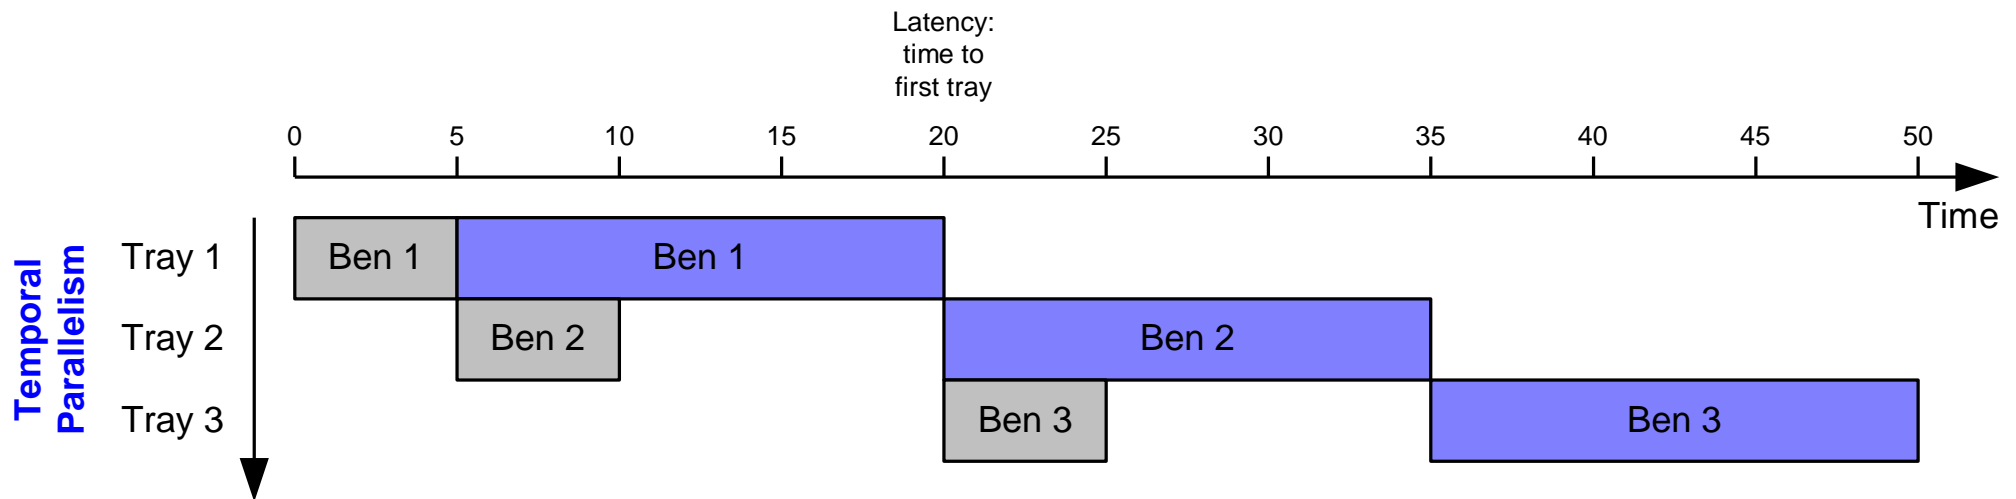 Latency:
time to
first tray
0 5 10 15 20 25 30 35 40 45 50
Time
Temporal
Parallelism
Tray 1 Ben 1 Ben 1
Tray 2 Ben 2 Ben 2
Tray 3 Ben 3 Ben 3